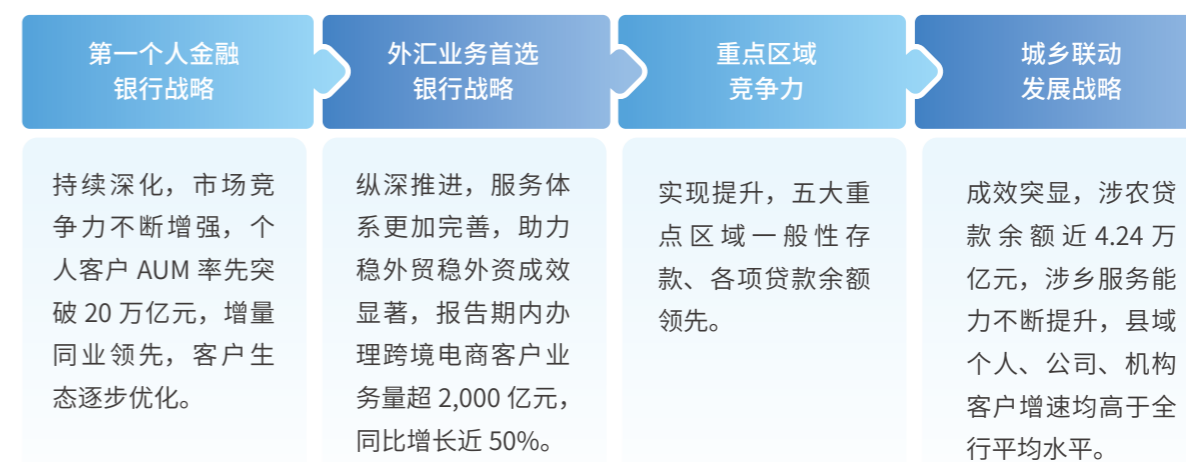 第一个人金融
银行战略
外汇业务首选
银行战略
重点区域
竞争力
城乡联动
发展战略
持续深化，市场竞
争力不断增强，个
人客户 AUM 率先突
破 20 万亿元，增量
同业领先，客户生
态逐步优化。
纵深推进，服务体
系更加完善，助力
稳外贸稳外资成效
显著，报告期内办
理跨境电商客户业
务量超 2,000 亿元，
同比增长近 50%。
实现提升，五大重
点区域一般性存
款、各项贷款余额
领先。
成效突显，涉农贷
款余额近 4.24 万
亿元，涉乡服务能
力不断提升，县域
个人、公司、机构
客户增速均高于全
行平均水平。